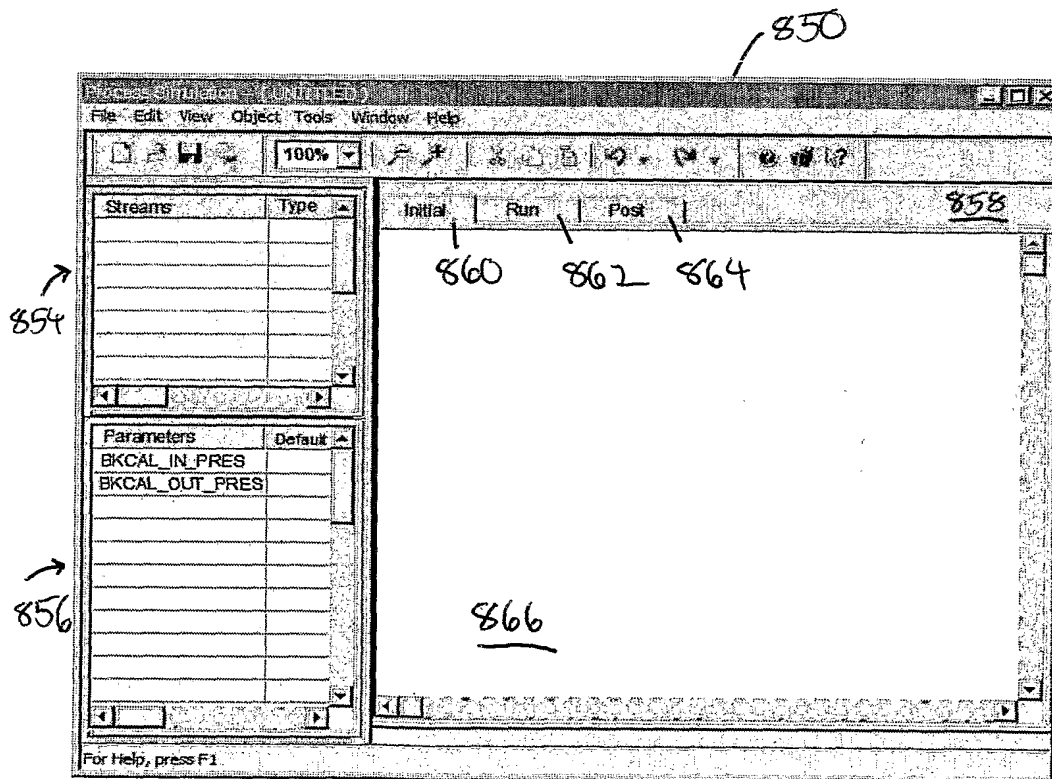 850
Process Simulation - [UNTITLED]
File Edit View Object Tools Window Help
100%
Streams Type
Initial Run Post 858
860 862 864
854
Parameters Default
BKCAL_IN_PRES
BKCAL_OUT_PRES
856
866
For Help, press F1